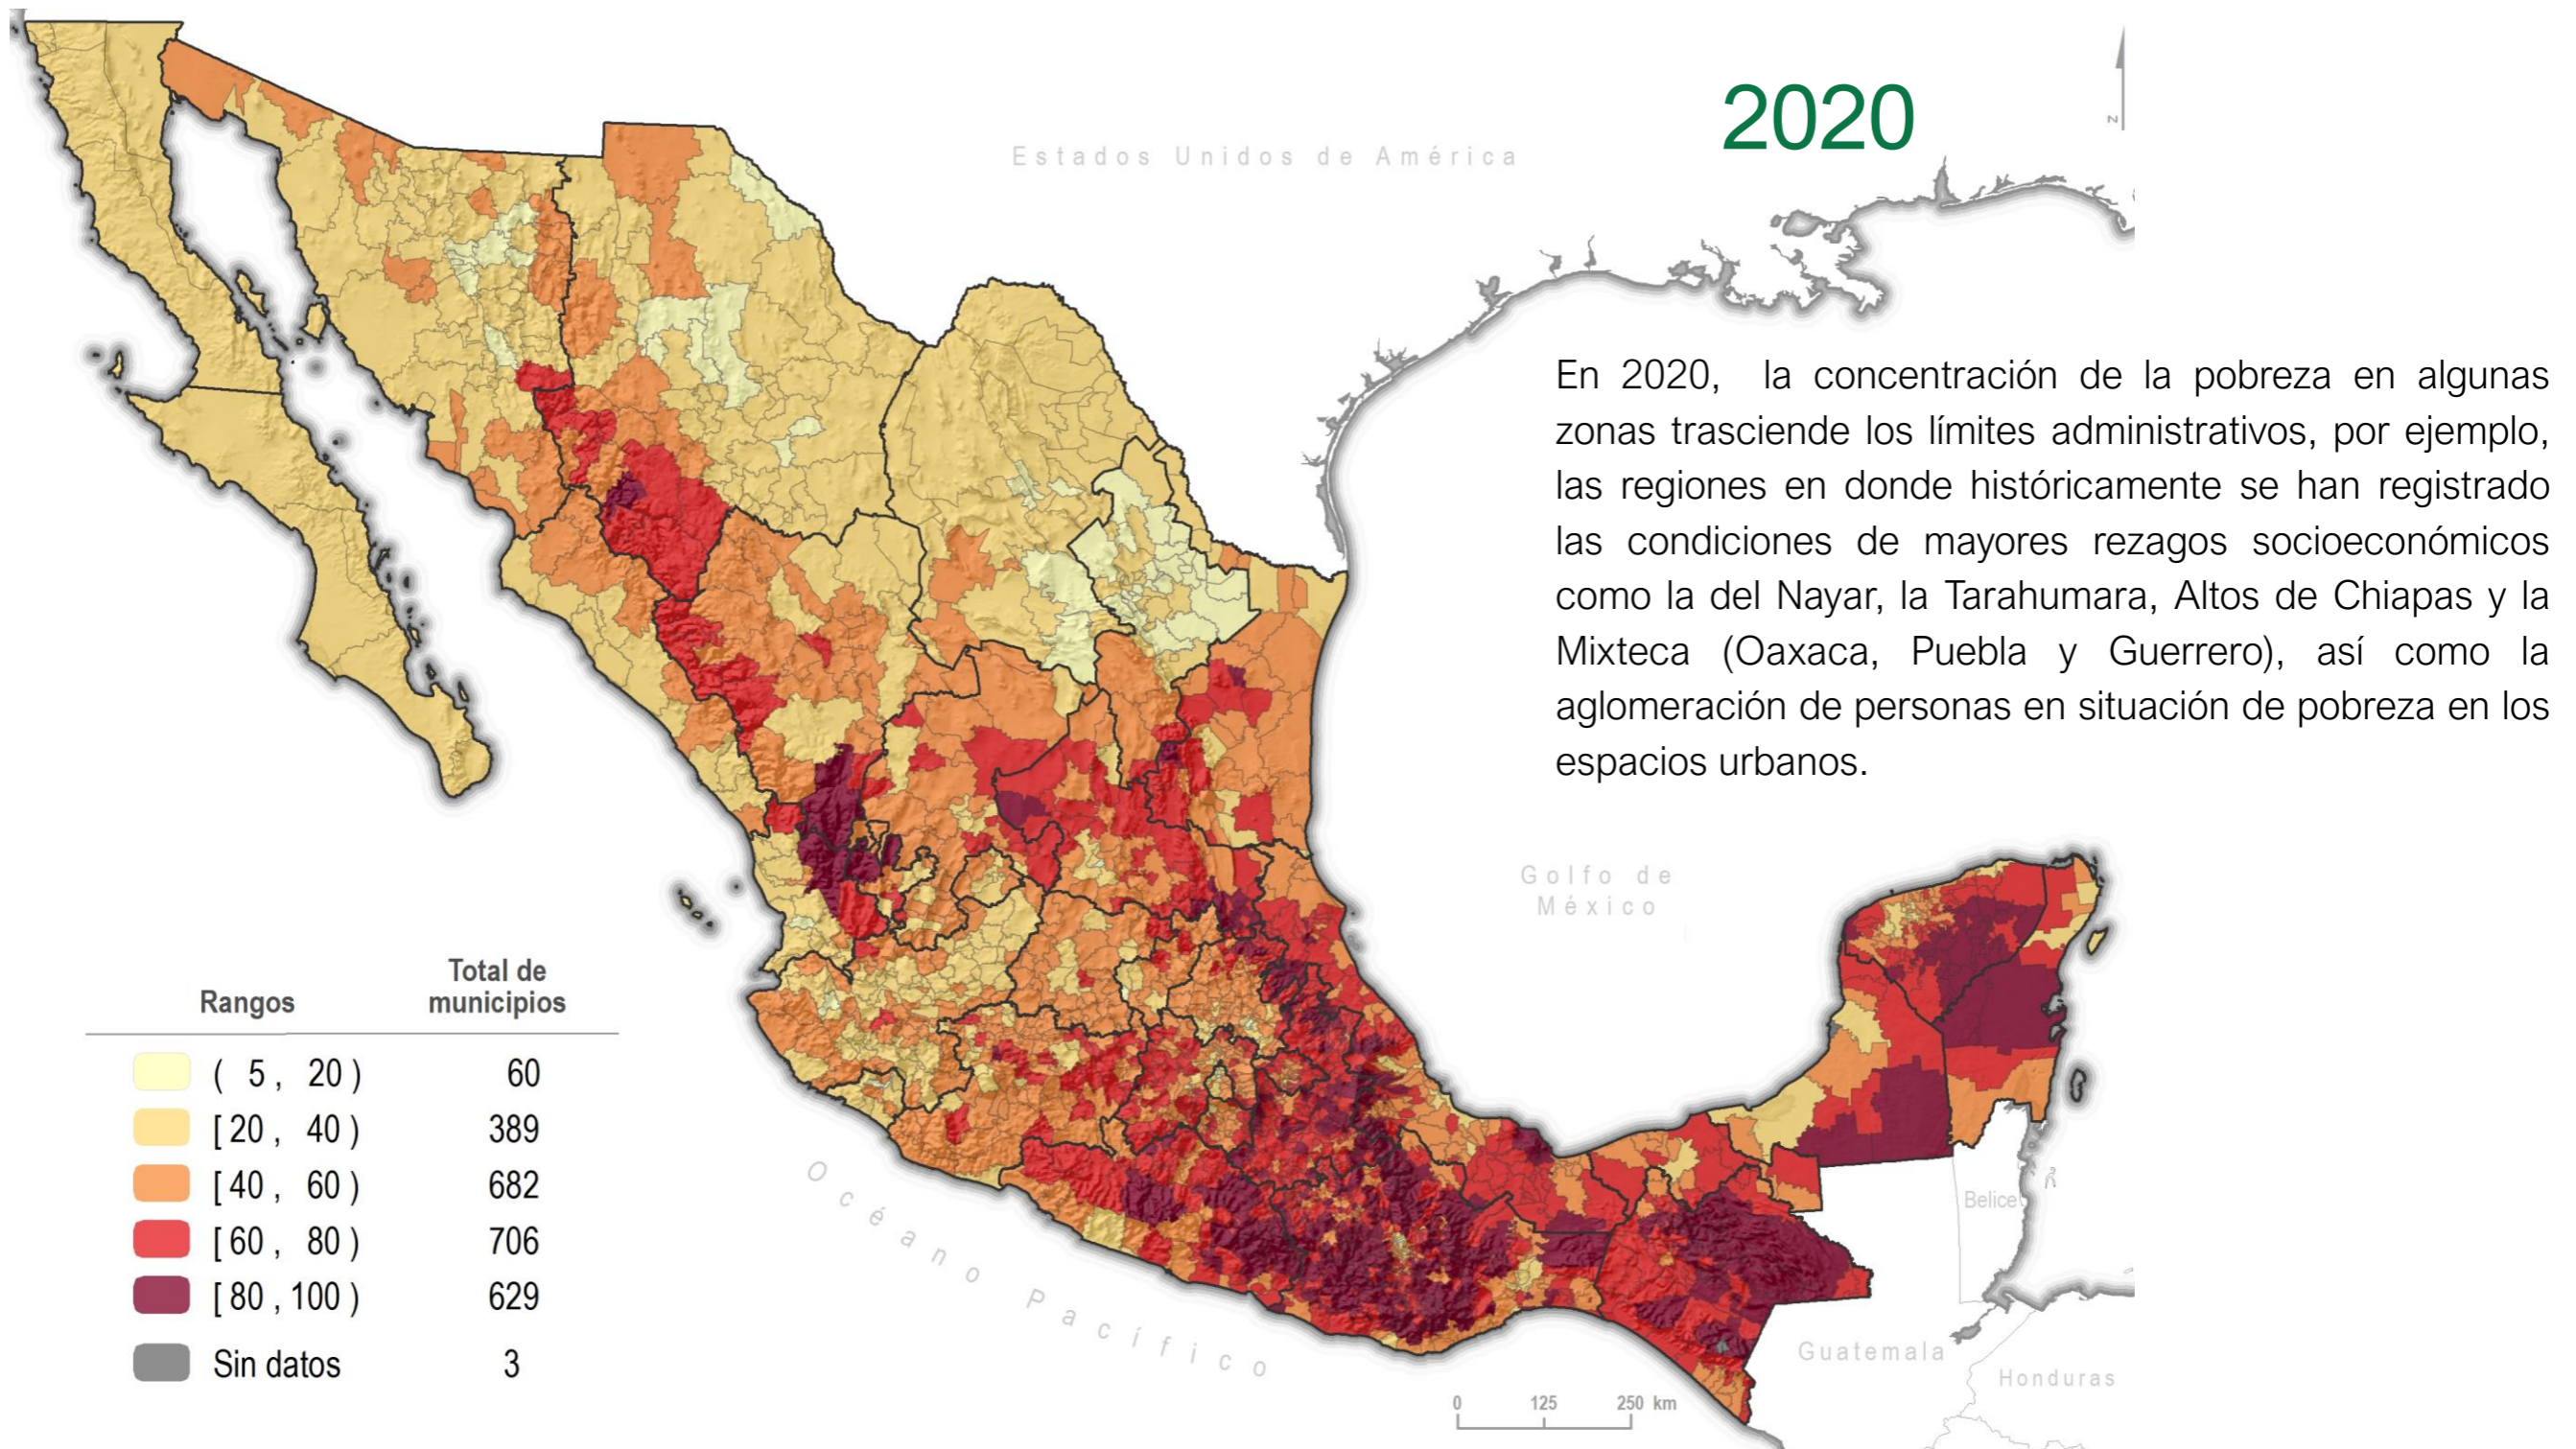 2020
N
Estados Unidos de América
En 2020, la concentración de la pobreza en algunas
zonas trasciende los límites administrativos, por ejemplo,
las regiones en donde históricamente se han registrado
las condiciones de mayores rezagos socioeconómicos
como la del Nayar, la Tarahumara, Altos de Chiapas y la
Mixteca (Oaxaca, Puebla y Guerrero), así como la
aglomeración de personas en situación de pobreza en los
espacios urbanos.
Golfo de
México
Rangos
Total de
municipios
( 5 , 20 ) 60
[ 20 , 40 ) 389
[ 40 , 60 ) 682
[ 60 , 80 ) 706
[ 80 , 100 ) 629
Sin datos 3
Océano Pacífico
Belice
Guatemala
Honduras
0 125 250 km